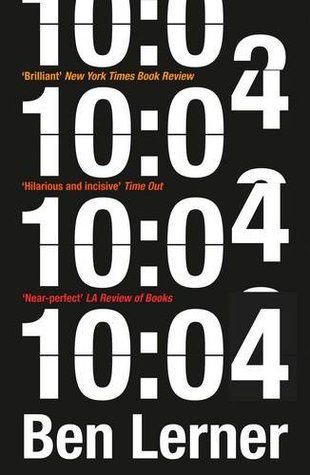 10:04
'Brilliant' New York Times Book Review
10:04
'Hilarious and incisive' Time Out
10:04
'Near-perfect' LA Review of Books
10:04
Ben Lerner